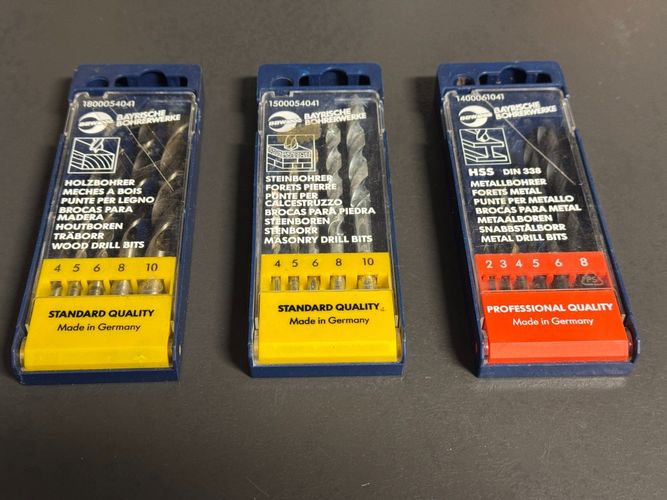 1800054041
BAYRISCHE
BOHRERWERKE
HOLZBOHRER
MECHES A BOIS
PUNTE PER LEGNO
BROCAS PARA
MADERA
HOUTBOREN
TRÄBORR
WOOD DRILL BITS
4 5 6 8 10
STANDARD QUALITY
Made in Germany
1500054041
BAYRISCHE
BOHRERWERKE
STEINBOHRER
FORETS PIERRE
PUNTE PER
CALCESTRUZZO
BROCAS PARA PIEDRA
STEENBOREN
STENBORR
MASONRY DRILL BITS
4 5 6 8 10
STANDARD QUALITY
Made in Germany
1400061041
BAYRISCHE
BOHRERWERKE
HSS DIN 338
METALLBOHRER
FORETS METAL
PUNTE PER METALLO
BROCAS PARA METAL
METAALBOREN
SNABBSTÅLBORR
METAL DRILL BITS
2 3 4 5 6 8
PROFESSIONAL QUALITY
Made in Germany